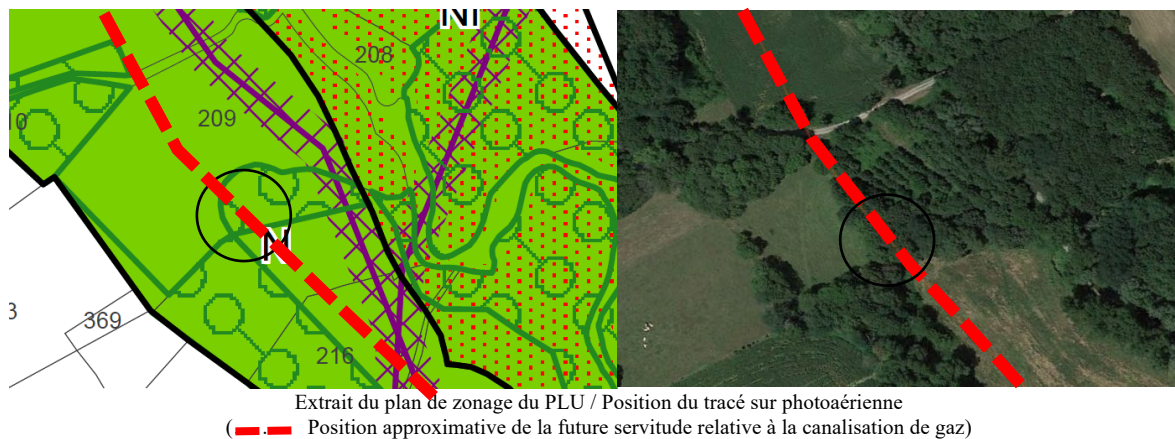 Nl
208
209
10
N
3
369
216
Extrait du plan de zonage du PLU / Position du tracé sur photoaérienne
( . Position approximative de la future servitude relative à la canalisation de gaz)